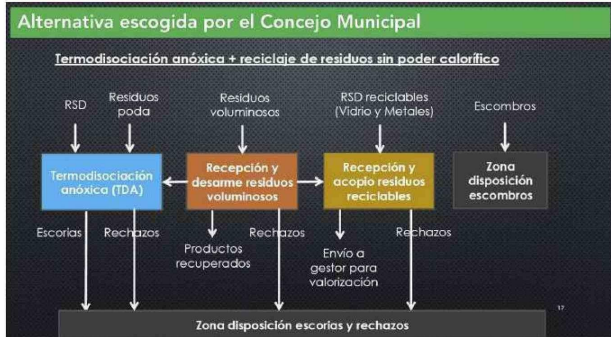 Alternativa escogida por el Concejo Municipal
Termodisociación anóxica + reciclaje de residuos sin poder calorífico
RSD
Residuos
poda
Residuos
voluminosos
RSD reciclables
(Vidrio y Metales)
Escombros
Termodisociación
anóxica (TDA)
Recepción y
desarme residuos
voluminosos
Recepción y
acopio residuos
reciclables
Zona
disposición
escombros
Escorias
Rechazos
Productos
recuperados
Rechazos
Envío a
gestor para
valorización
Rechazos
17
Zona disposición escorias y rechazos